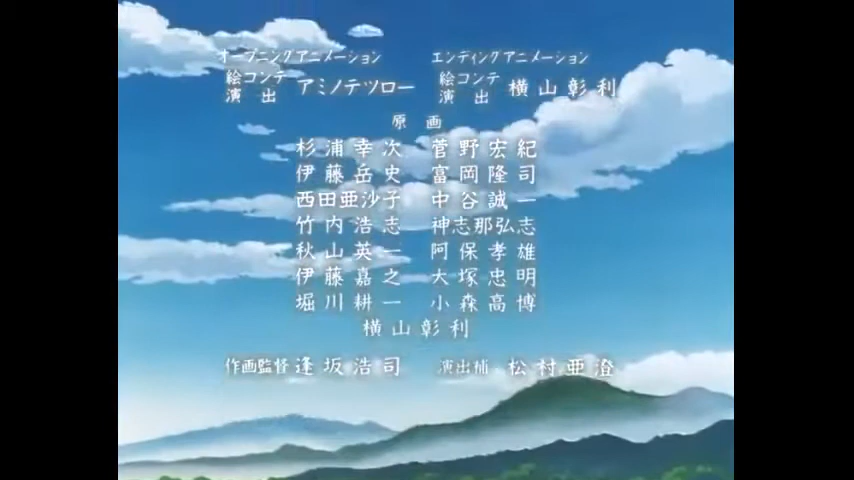 オープニングアニメーション エンディングアニメーション
絵コンテ 演出 アミノテツロー 絵コンテ 演出 横山彰利
原画
杉浦幸次 菅野宏紀
伊藤岳史 富岡隆司
西田亜沙子 中谷誠一
竹内浩志 神志那弘志
秋山英一 阿保孝雄
伊藤嘉之 大塚忠明
堀川耕一 小森高博
横山彰利
作画監督 逢坂浩司 演出補 松村亜澄